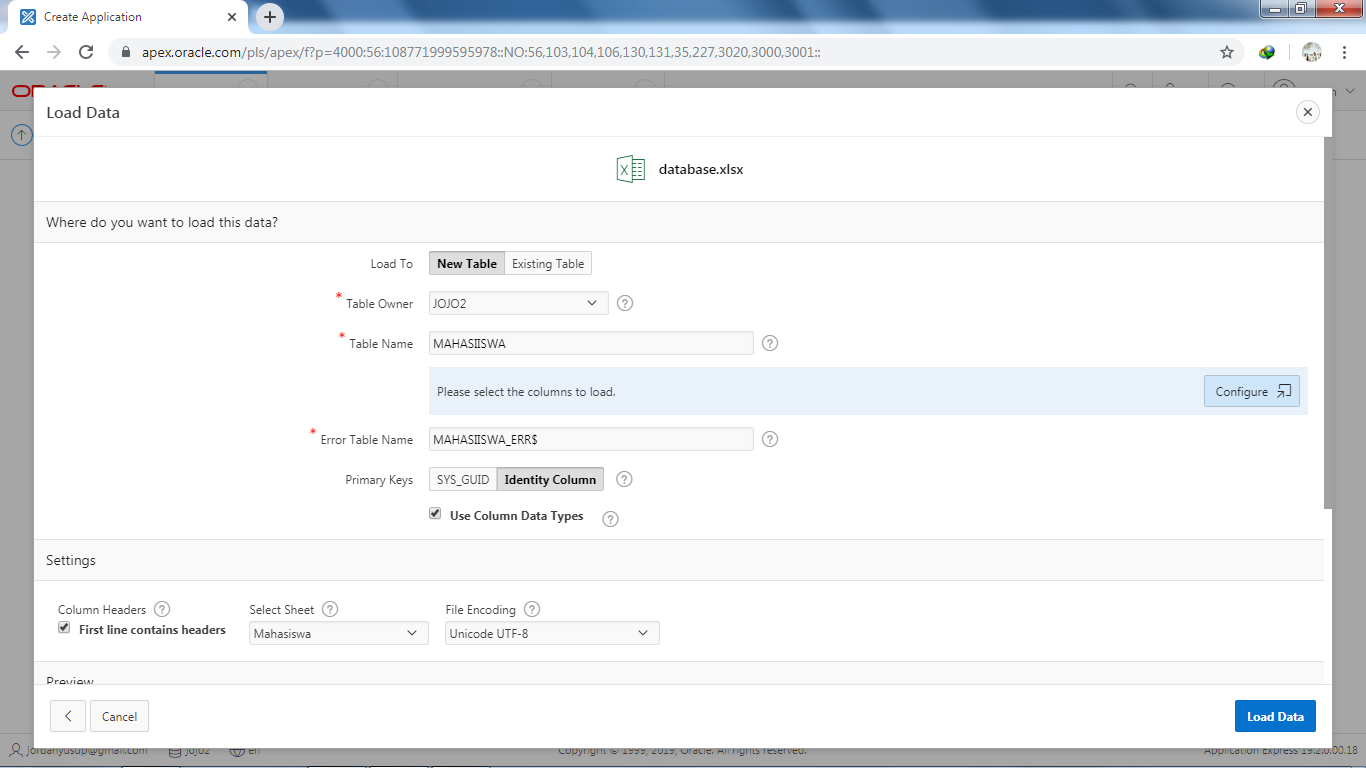 Create Application
apex.oracle.com/pls/apex/f?p=4000:56:108771999595978::NO:56,103,104,106,130,131,35,227,3020,3000,3001::
Load Data
database.xlsx
Where do you want to load this data?
Load To New Table Existing Table
* Table Owner JOJO2 ?
* Table Name MAHASIISWA ?
Please select the columns to load. Configure
* Error Table Name MAHASIISWA_ERR$ ?
Primary Keys SYS_GUID Identity Column ?
Use Column Data Types ?
Settings
Column Headers ? Select Sheet ? File Encoding ?
First line contains headers Mahasiswa Unicode UTF-8
Preview
Cancel Load Data
jordanyusup@gmail.com jojo2 en Copyright © 1999, 2019, Oracle. All rights reserved. Application Express 19.2.0.00.18